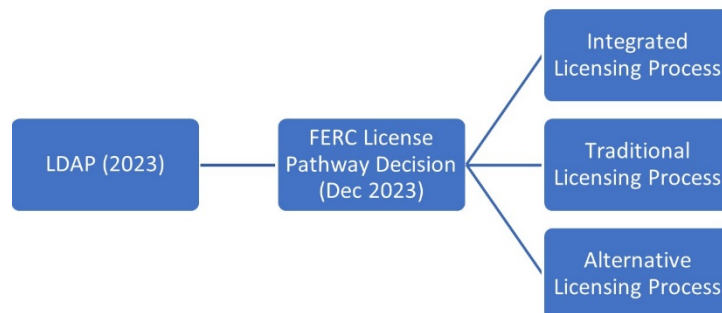 Integrated
Licensing Process
LDAP (2023)
FERC License
Pathway Decision
(Dec 2023)
Traditional
Licensing Process
Alternative
Licensing Process